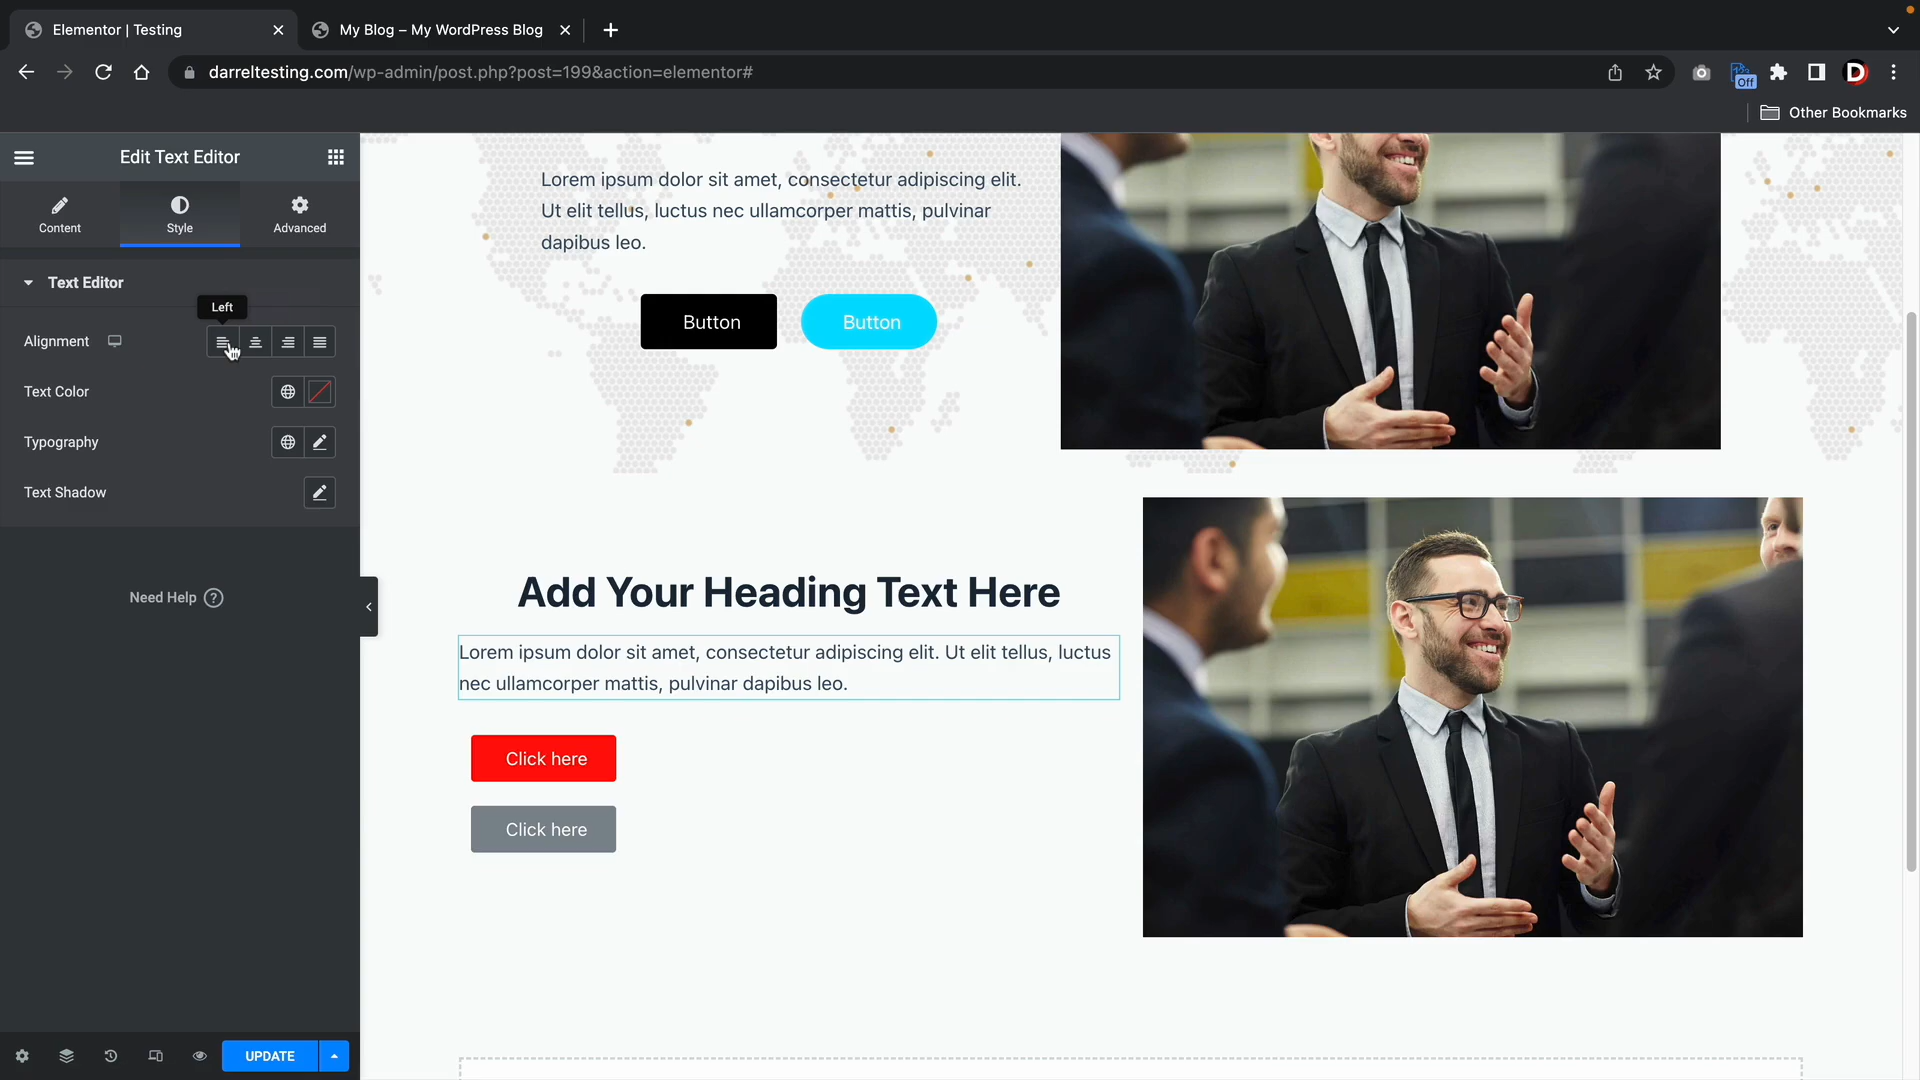 Elementor | Testing
My Blog – My WordPress Blog
darreltesting.com/wp-admin/post.php?post=199&action=elementor#
Off
D
Other Bookmarks
Edit Text Editor
Content
Style
Advanced
Text Editor
Left
Alignment
Text Color
Typography
Text Shadow
Need Help ?
UPDATE
Lorem ipsum dolor sit amet, consectetur adipiscing elit.
Ut elit tellus, luctus nec ullamcorper mattis, pulvinar
dapibus leo.
Button
Button
Add Your Heading Text Here
Lorem ipsum dolor sit amet, consectetur adipiscing elit. Ut elit tellus, luctus
nec ullamcorper mattis, pulvinar dapibus leo.
Click here
Click here